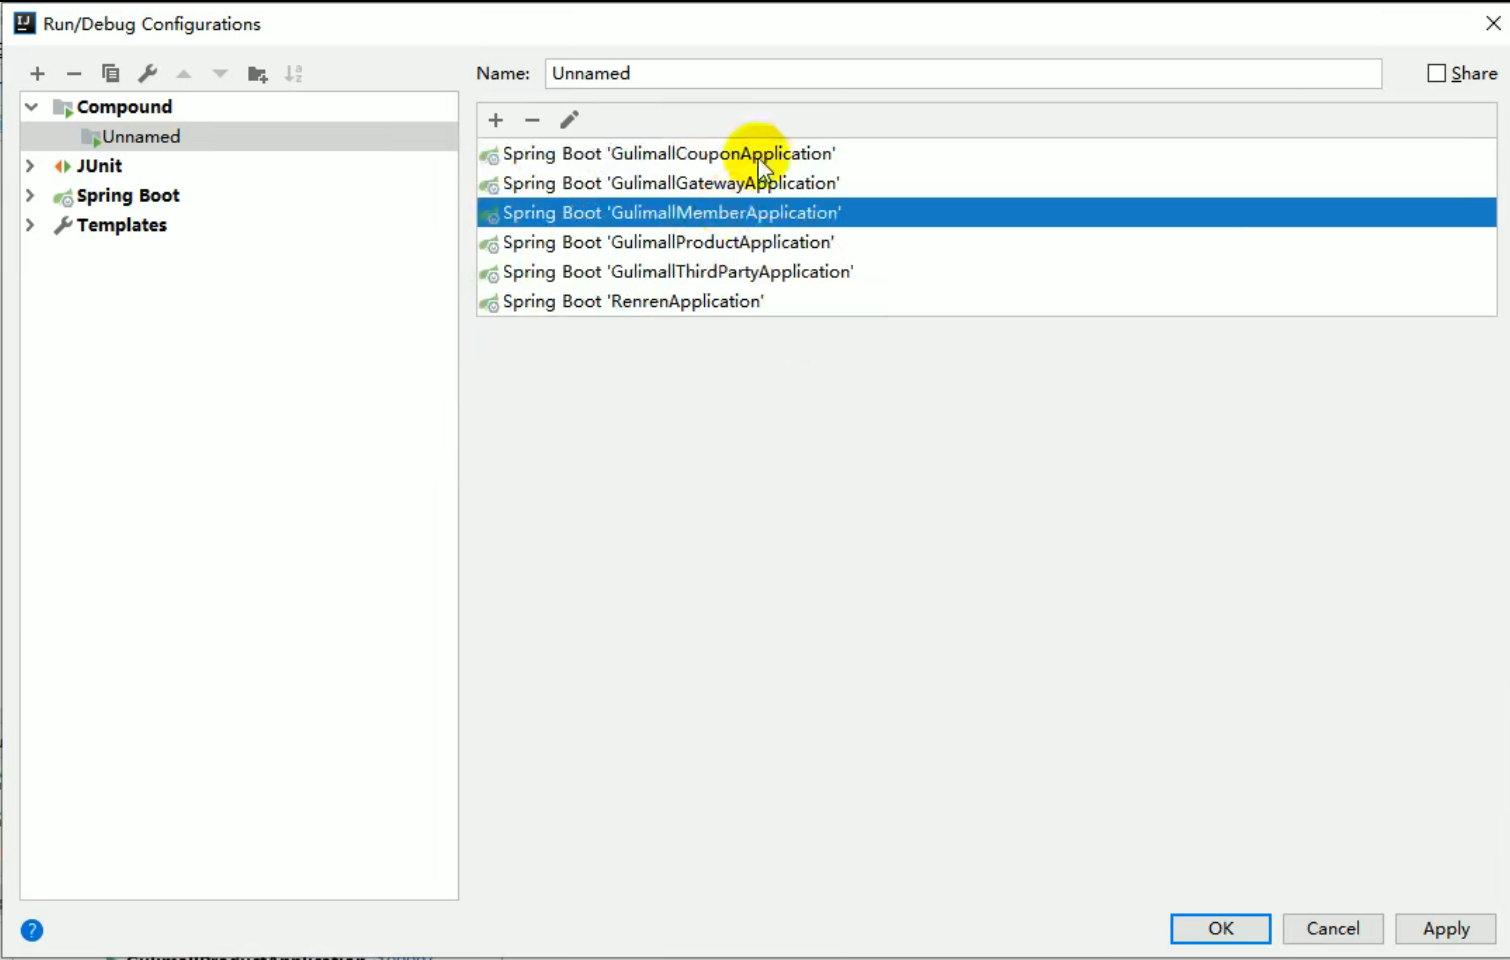 Run/Debug Configurations
Name: Unnamed
Share
Compound
Unnamed
JUnit
Spring Boot
Templates
Spring Boot 'GulimallCouponApplication'
Spring Boot 'GulimallGatewayApplication'
Spring Boot 'GulimallMemberApplication'
Spring Boot 'GulimallProductApplication'
Spring Boot 'GulimallThirdPartyApplication'
Spring Boot 'RenrenApplication'
?
OK
Cancel
Apply